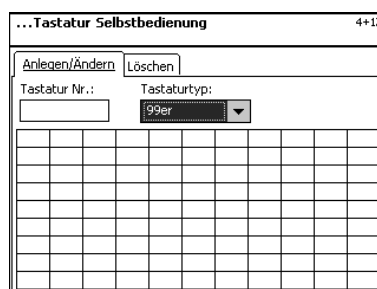 ...Tastatur Selbstbedienung
Anlegen/Ändern Löschen
Tastatur Nr.: Tastaturtyp:
99er